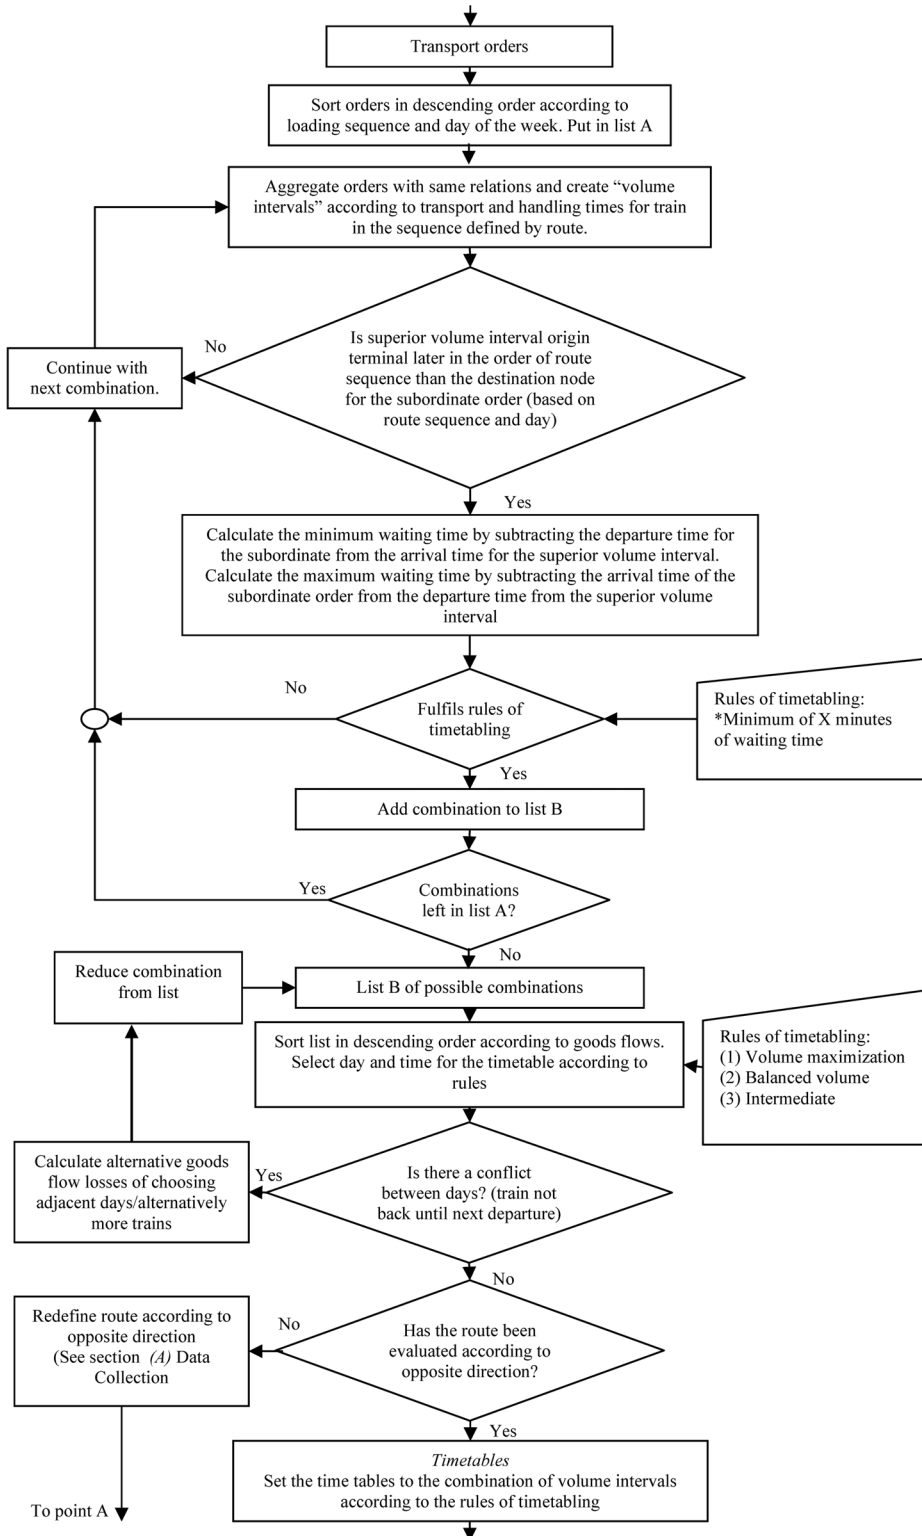 Transport orders
Sort orders in descending order according to
loading sequence and day of the week. Put in list A
Aggregate orders with same relations and create “volume
intervals” according to transport and handling times for train
in the sequence defined by route.
No
Continue with
next combination.
Is superior volume interval origin
terminal later in the order of route
sequence than the destination node
for the subordinate order (based on
route sequence and day)
Yes
Calculate the minimum waiting time by subtracting the departure time for
the subordinate from the arrival time for the superior volume interval.
Calculate the maximum waiting time by subtracting the arrival time of the
subordinate order from the departure time from the superior volume
interval
No
Fulfils rules of
timetabling
Rules of timetabling:
*Minimum of X minutes
of waiting time
Yes
Add combination to list B
Yes
Combinations
left in list A?
No
Reduce combination
from list
List B of possible combinations
Sort list in descending order according to goods flows.
Select day and time for the timetable according to
rules
Rules of timetabling:
(1) Volume maximization
(2) Balanced volume
(3) Intermediate
Calculate alternative goods
flow losses of choosing
adjacent days/alternatively
more trains
Yes
Is there a conflict
between days? (train not
back until next departure)
No
Redefine route according to
opposite direction
(See section (A) Data
Collection
No
Has the route been
evaluated according to
opposite direction?
Yes
Timetables
Set the time tables to the combination of volume intervals
according to the rules of timetabling
To point A